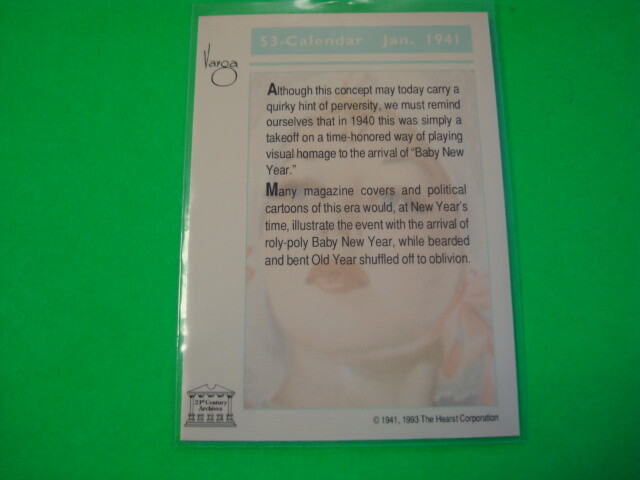 53-Calendar Jan. 1941
Varga
Although this concept may today carry a
quirky hint of perversity, we must remind
ourselves that in 1940 this was simply a
takeoff on a time-honored way of playing
visual homage to the arrival of “Baby New
Year.”
Many magazine covers and political
cartoons of this era would, at New Year’s
time, illustrate the event with the arrival of
roly-poly Baby New Year, while bearded
and bent Old Year shuffled off to oblivion.
21st Century
Archives
© 1941, 1993 The Hearst Corporation